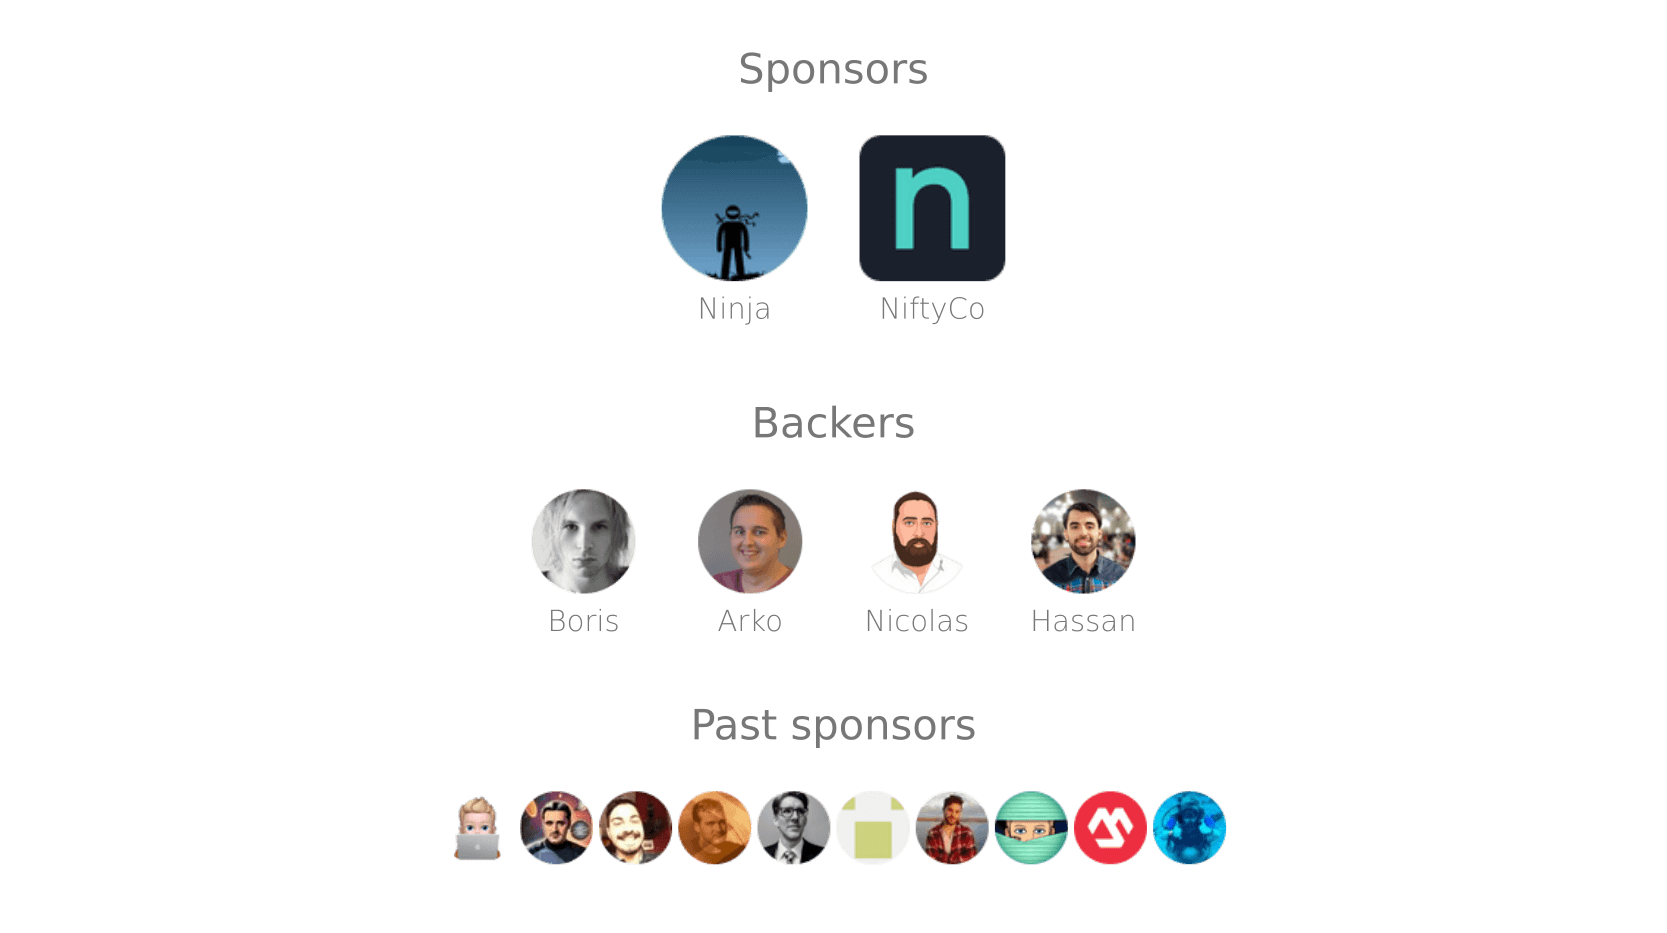 Sponsors
n
Ninja
NiftyCo
Backers
Boris
Arko
Nicolas
Hassan
Past sponsors